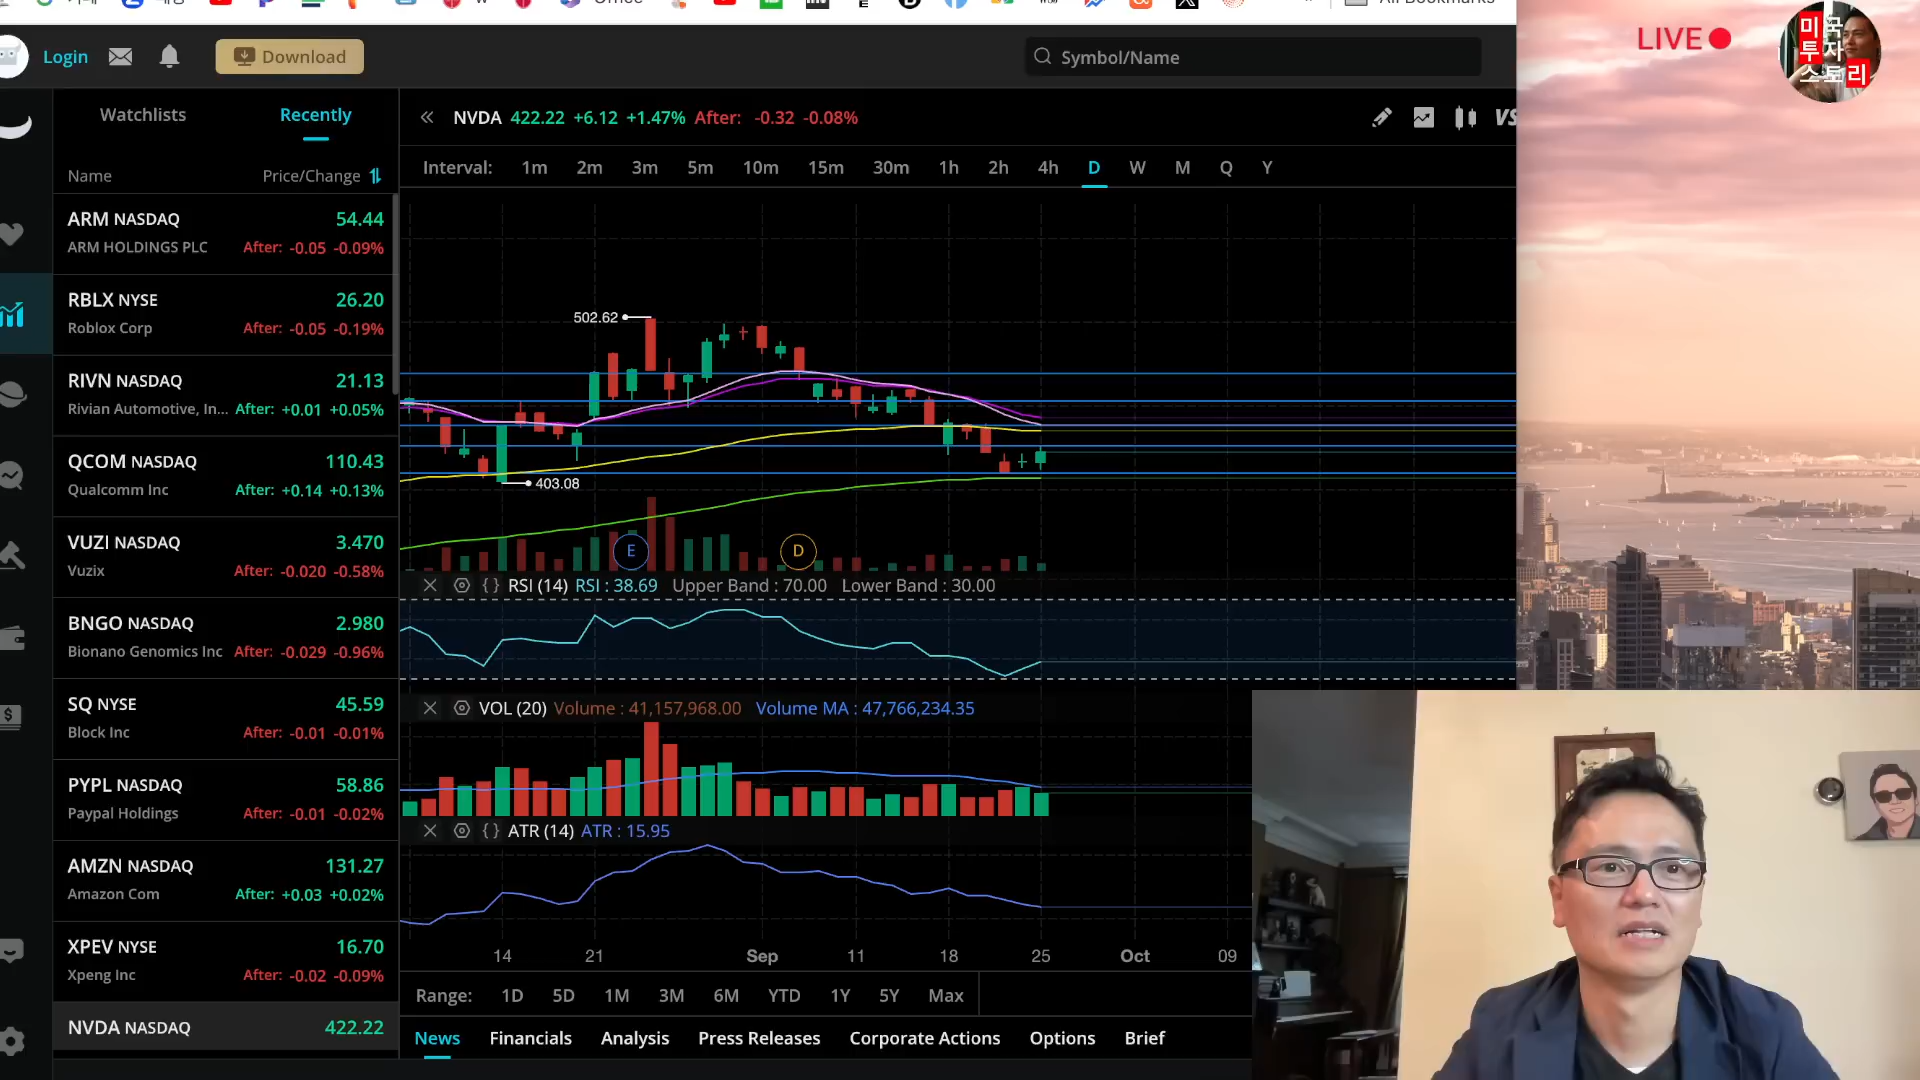 Office
All Bookmarks
LIVE
미국
투자
스토리
Login
Download
Symbol/Name
Watchlists
Recently
NVDA 422.22 +6.12 +1.47% After: -0.32 -0.08%
VS
Interval: 1m 2m 3m 5m 10m 15m 30m 1h 2h 4h D W M Q Y
Name
Price/Change
ARM NASDAQ 54.44
ARM HOLDINGS PLC After: -0.05 -0.09%
RBLX NYSE 26.20
Roblox Corp After: -0.05 -0.19%
RIVN NASDAQ 21.13
Rivian Automotive, In... After: +0.01 +0.05%
QCOM NASDAQ 110.43
Qualcomm Inc After: +0.14 +0.13%
VUZI NASDAQ 3.470
Vuzix After: -0.020 -0.58%
BNGO NASDAQ 2.980
Bionano Genomics Inc After: -0.029 -0.96%
SQ NYSE 45.59
Block Inc After: -0.01 -0.01%
PYPL NASDAQ 58.86
Paypal Holdings After: -0.01 -0.02%
AMZN NASDAQ 131.27
Amazon Com After: +0.03 +0.02%
XPEV NYSE 16.70
Xpeng Inc After: -0.02 -0.09%
NVDA NASDAQ 422.22
502.62
403.08
E
D
RSI (14) RSI : 38.69 Upper Band : 70.00 Lower Band : 30.00
VOL (20) Volume : 41,157,968.00 Volume MA : 47,766,234.35
ATR (14) ATR : 15.95
14 21 Sep 11 18 25 Oct 09
Range: 1D 5D 1M 3M 6M YTD 1Y 5Y Max
News Financials Analysis Press Releases Corporate Actions Options Brief